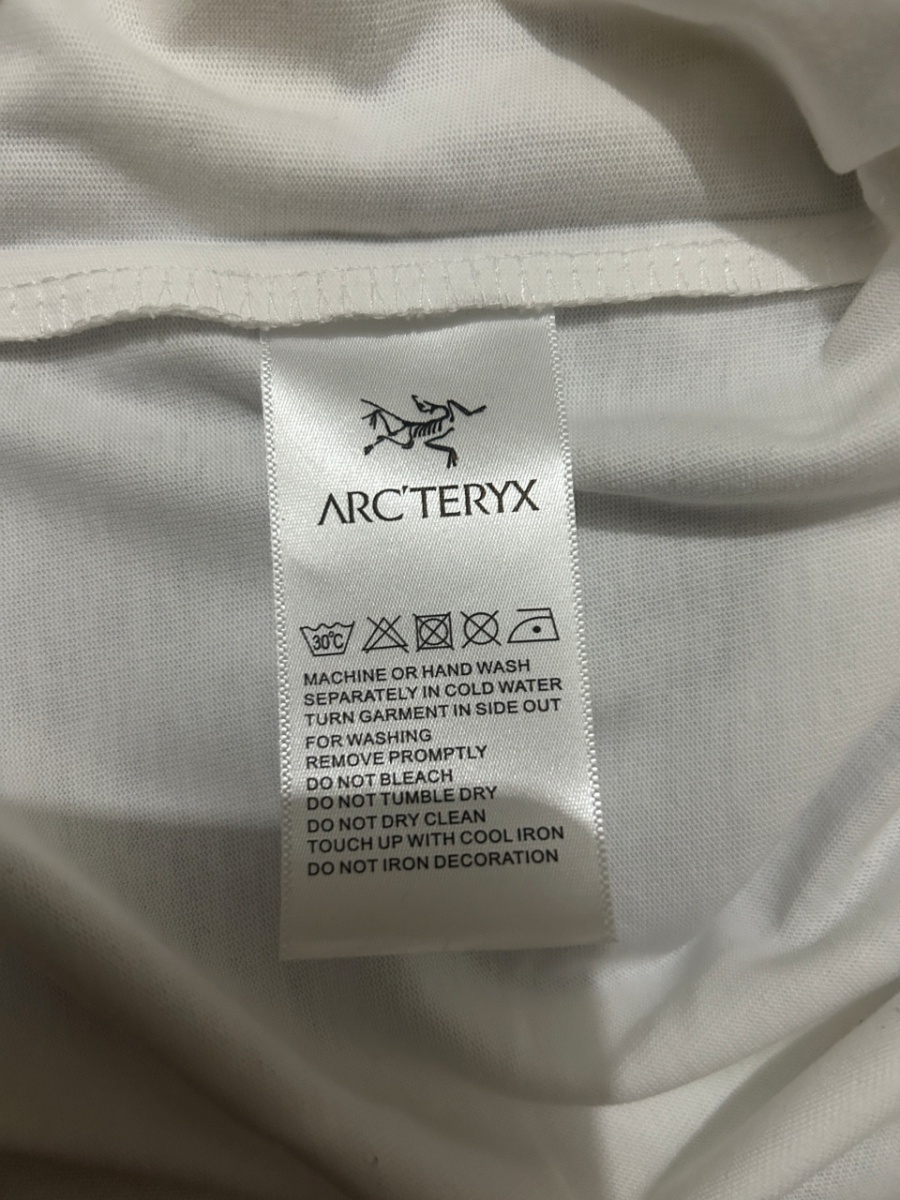 ARC'TERYX
30°C
MACHINE OR HAND WASH
SEPARATELY IN COLD WATER
TURN GARMENT IN SIDE OUT
FOR WASHING
REMOVE PROMPTLY
DO NOT BLEACH
DO NOT TUMBLE DRY
DO NOT DRY CLEAN
TOUCH UP WITH COOL IRON
DO NOT IRON DECORATION